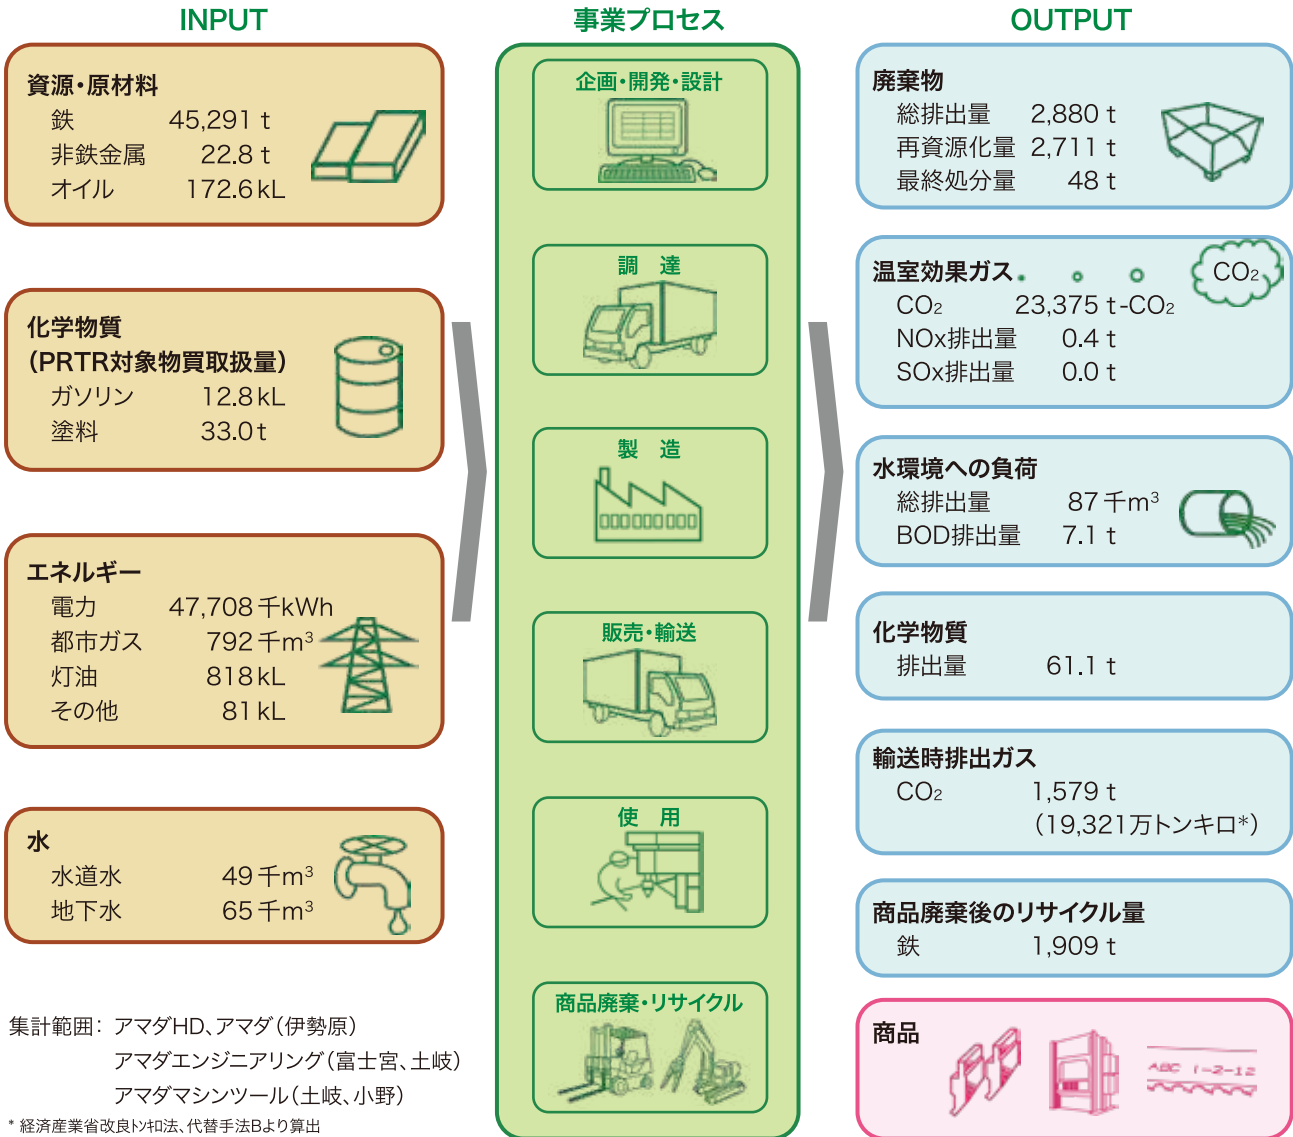 INPUT
資源・原材料
鉄 45,291 t
非鉄金属 22.8 t
オイル 172.6 kL
化学物質
（PRTR対象物買取扱量）
ガソリン 12.8 kL
塗料 33.0 t
エネルギー
電力 47,708 千kWh
都市ガス 792 千m³
灯油 818 kL
その他 81 kL
水
水道水 49 千m³
地下水 65 千m³
集計範囲： アマダHD、アマダ（伊勢原）
アマダエンジニアリング（富士宮、土岐）
アマダマシンツール（土岐、小野）
* 経済産業省改良トンキロ法、代替手法Bより算出
事業プロセス
企画・開発・設計
調 達
製 造
販売・輸送
使 用
商品廃棄・リサイクル
OUTPUT
廃棄物
総排出量 2,880 t
再資源化量 2,711 t
最終処分量 48 t
温室効果ガス
CO₂
CO₂ 23,375 t-CO₂
NOx排出量 0.4 t
SOx排出量 0.0 t
水環境への負荷
総排出量 87 千m³
BOD排出量 7.1 t
化学物質
排出量 61.1 t
輸送時排出ガス
CO₂ 1,579 t
（19,321万トンキロ*）
商品廃棄後のリサイクル量
鉄 1,909 t
商品
ABC 1-2-12